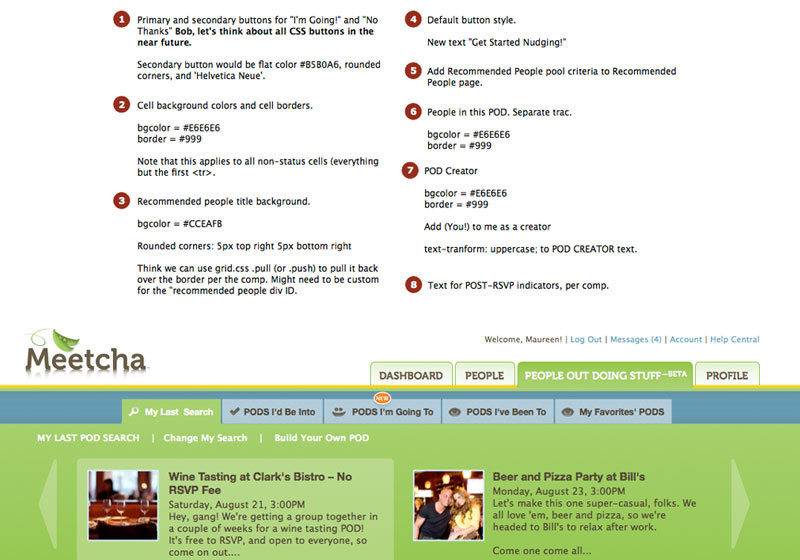 1 Primary and secondary buttons for "I'm Going!" and "No
Thanks" Bob, let's think about all CSS buttons in the
near future.
Secondary button would be flat color #B5B0A6, rounded
corners, and 'Helvetica Neue'.
2 Cell background colors and cell borders.
bgcolor = #E6E6E6
border = #999
Note that this applies to all non-status cells (everything
but the first <tr>.
3 Recommended people title background.
bgcolor = #CCEAFB
Rounded corners: 5px top right 5px bottom right
Think we can use grid.css .pull (or .push) to pull it back
over the border per the comp. Might need to be custom
for the "recommended people div ID.
4 Default button style.
New text "Get Started Nudging!"
5 Add Recommended People pool criteria to Recommended
People page.
6 People in this POD. Separate trac.
bgcolor = #E6E6E6
border = #999
7 POD Creator
bgcolor = #E6E6E6
border = #999
Add (You!) to me as a creator
text-tranform: uppercase; to POD CREATOR text.
8 Text for POST-RSVP indicators, per comp.
Meetcha
Welcome, Maureen! | Log Out | Messages (4) | Account | Help Central
DASHBOARD PEOPLE PEOPLE OUT DOING STUFF—BETA PROFILE
NEW
My Last Search PODS I'd Be Into PODS I'm Going To PODS I've Been To My Favorites' PODS
MY LAST POD SEARCH | Change My Search | Build Your Own POD
Wine Tasting at Clark's Bistro – No
RSVP Fee
Saturday, August 21, 3:00PM
Hey, gang! We're getting a group together in
a couple of weeks for a wine tasting POD!
It's free to RSVP, and open to everyone, so
come on out....
Beer and Pizza Party at Bill's
Monday, August 23, 3:00PM
Let's make this one super-casual, folks. We
all love 'em, beer and pizza, so we're
headed to Bill's to relax after work.
Come one come all...